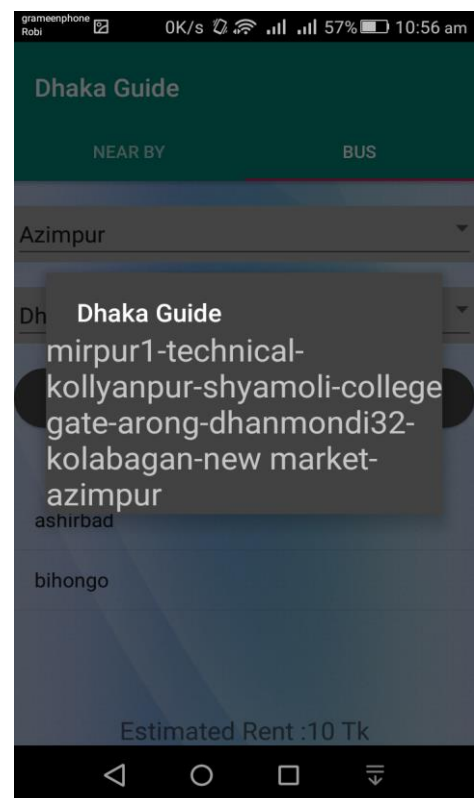 grameenphone
Robi
0K/s 57% 10:56 am
Dhaka Guide
NEAR BY BUS
Azimpur
Dh
Dhaka Guide
mirpur1-technical-
kollyanpur-shyamoli-college
gate-arong-dhanmondi32-
kolabagan-new market-
azimpur
ashirbad
bihongo
Estimated Rent :10 Tk